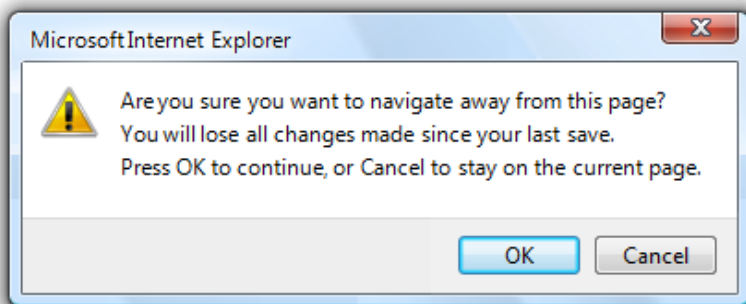 Microsoft Internet Explorer
Are you sure you want to navigate away from this page?
You will lose all changes made since your last save.
Press OK to continue, or Cancel to stay on the current page.
OK Cancel